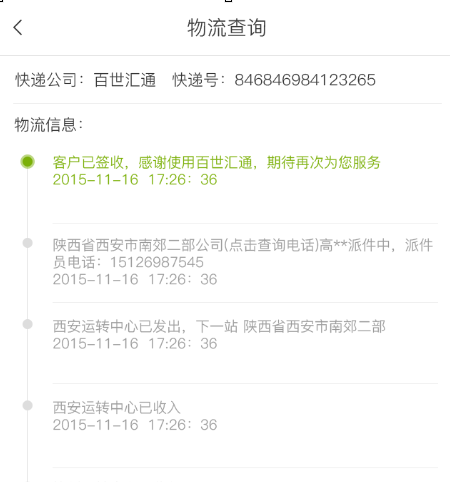 物流查询
快递公司：百世汇通 快递号：846846984123265
物流信息：
客户已签收，感谢使用百世汇通，期待再次为您服务
2015-11-16 17:26：36
陕西省西安市南郊二部公司(点击查询电话)高**派件中，派件
员电话：15126987545
2015-11-16 17:26：36
西安运转中心已发出，下一站 陕西省西安市南郊二部
2015-11-16 17:26：36
西安运转中心已收入
2015-11-16 17:26：36